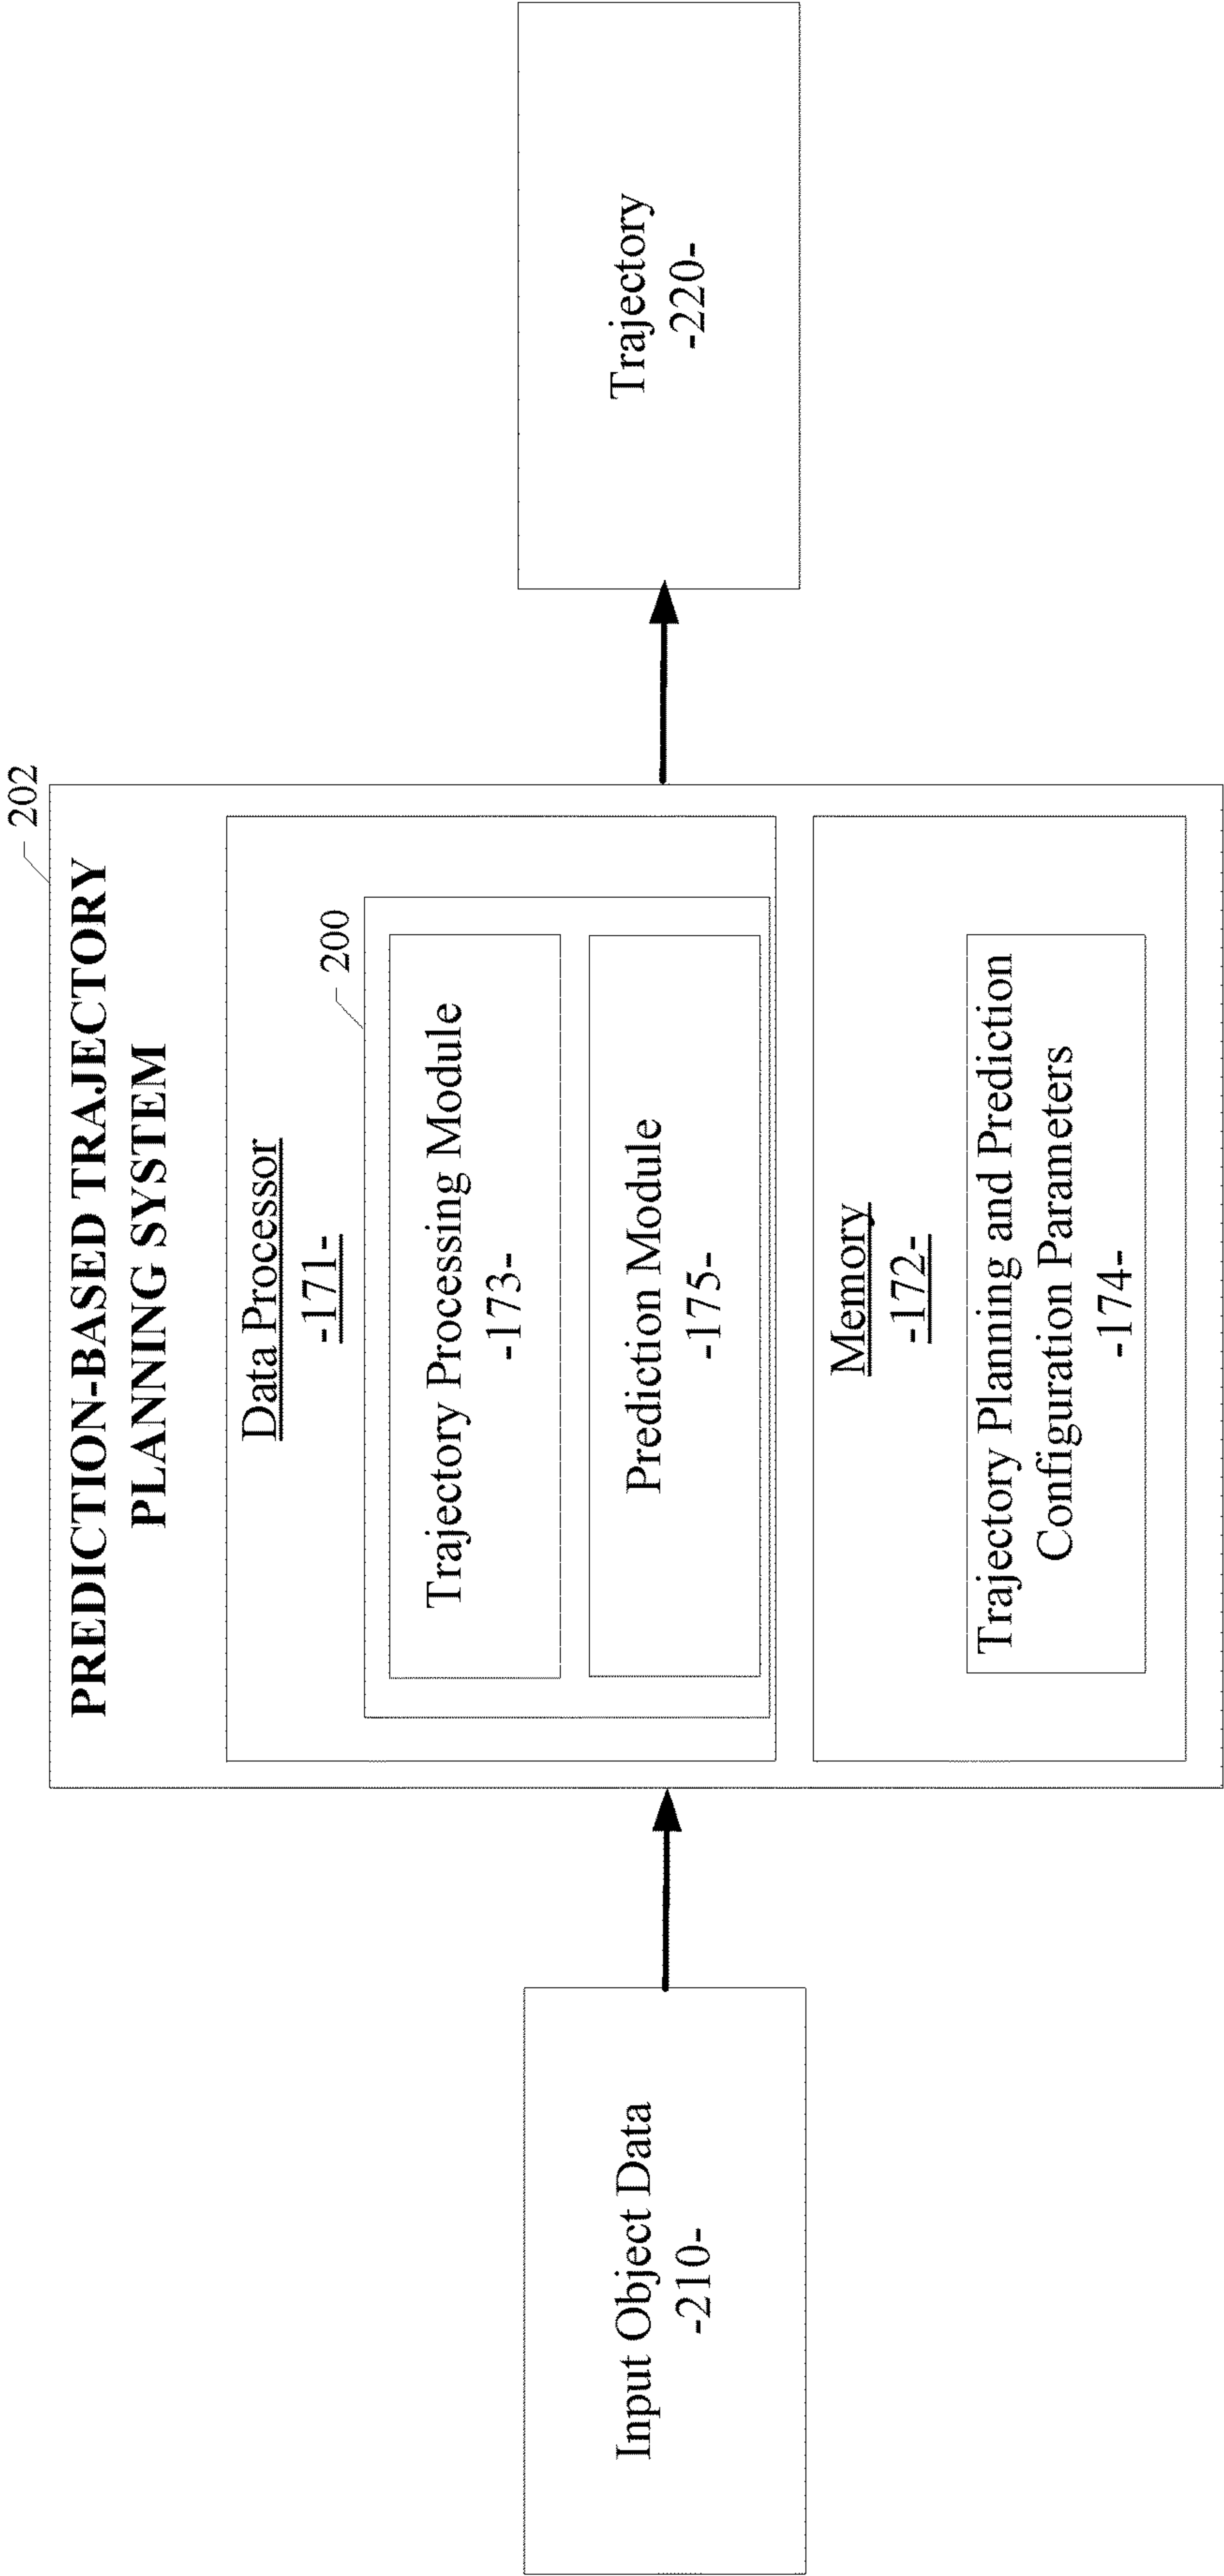 202
PREDICTION-BASED TRAJECTORY
PLANNING SYSTEM
Data Processor
-171-
200
Trajectory Processing Module
-173-
Prediction Module
-175-
Memory
-172-
Trajectory Planning and Prediction
Configuration Parameters
-174-
Input Object Data
-210-
Trajectory
-220-